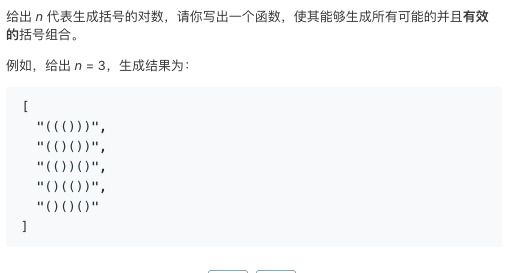 给出 n 代表生成括号的对数，请你写出一个函数，使其能够生成所有可能的并且有效
的括号组合。
例如，给出 n = 3，生成结果为：
[
"((()))",
"(()())",
"(())()",
"()(())",
"()()()"
]